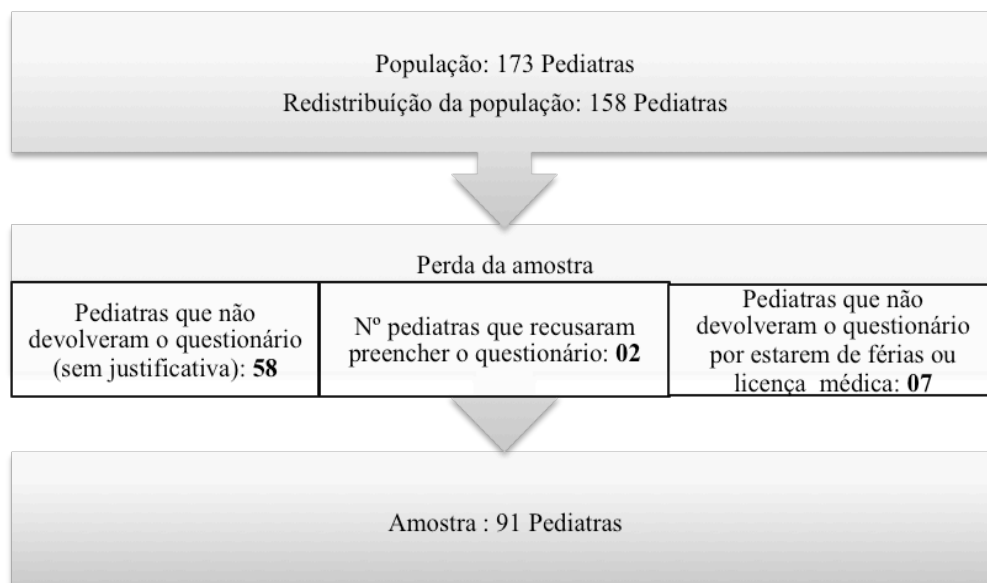 População: 173 Pediatras
Redistribuíção da população: 158 Pediatras
Perda da amostra
Pediatras que não
devolveram o questionário
(sem justificativa): 58
Nº pediatras que recusaram
preencher o questionário: 02
Pediatras que não
devolveram o questionário
por estarem de férias ou
licença médica: 07
Amostra : 91 Pediatras